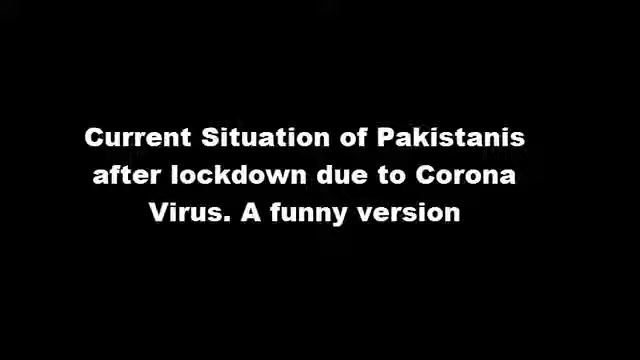 Current Situation of Pakistanis
after lockdown due to Corona
Virus. A funny version